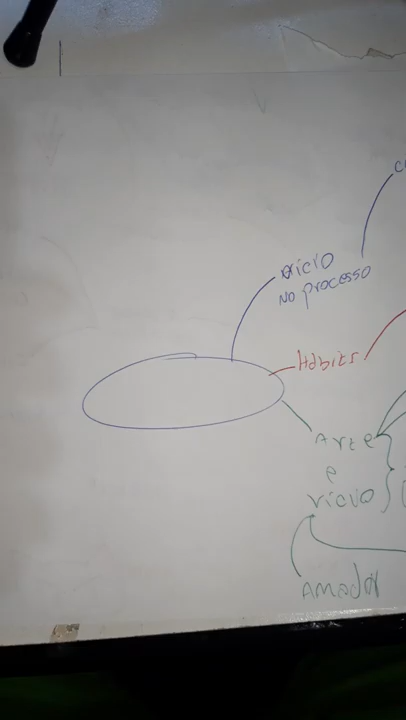 vício
No processo
Hábits
Arte
e
vício
Amador